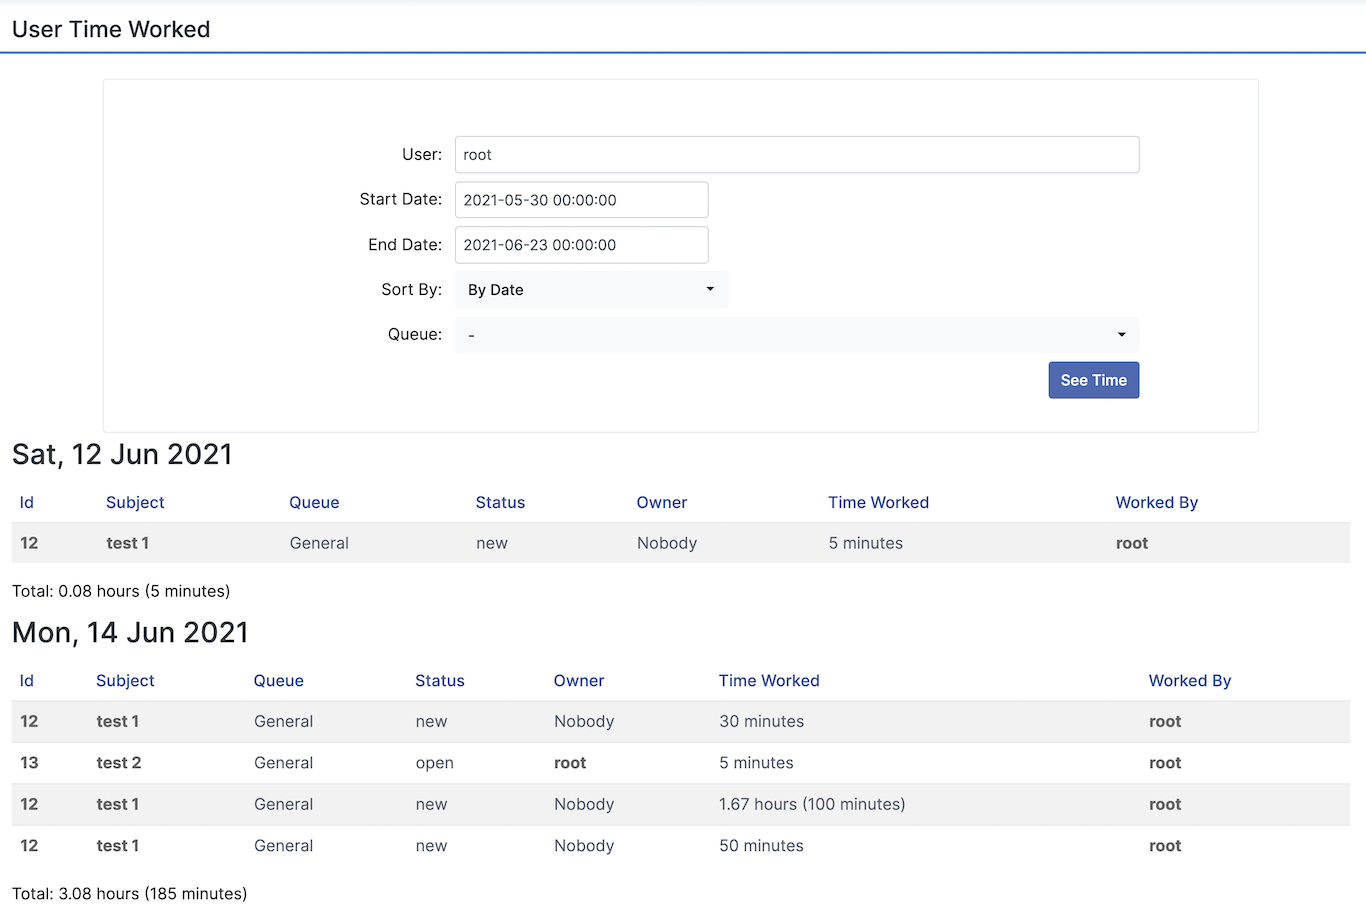 User Time Worked
User: root
Start Date: 2021-05-30 00:00:00
End Date: 2021-06-23 00:00:00
Sort By: By Date
Queue: -
See Time
Sat, 12 Jun 2021
Id Subject Queue Status Owner Time Worked Worked By
12 test 1 General new Nobody 5 minutes root
Total: 0.08 hours (5 minutes)
Mon, 14 Jun 2021
Id Subject Queue Status Owner Time Worked Worked By
12 test 1 General new Nobody 30 minutes root
13 test 2 General open root 5 minutes root
12 test 1 General new Nobody 1.67 hours (100 minutes) root
12 test 1 General new Nobody 50 minutes root
Total: 3.08 hours (185 minutes)